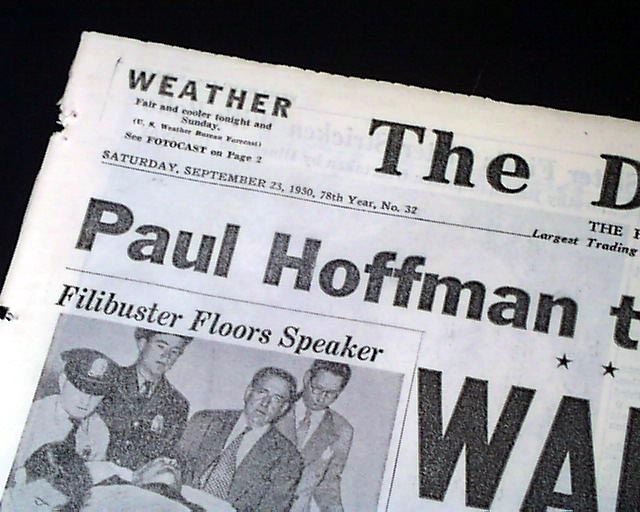 WEATHER
Fair and cooler tonight and
Sunday.
(U. S. Weather Bureau Forecast)
See FOTOCAST on Page 2
The D
SATURDAY, SEPTEMBER 23, 1950, 78th Year, No. 32
THE
Largest Trading
Paul Hoffman t
Filibuster Floors Speaker
WA